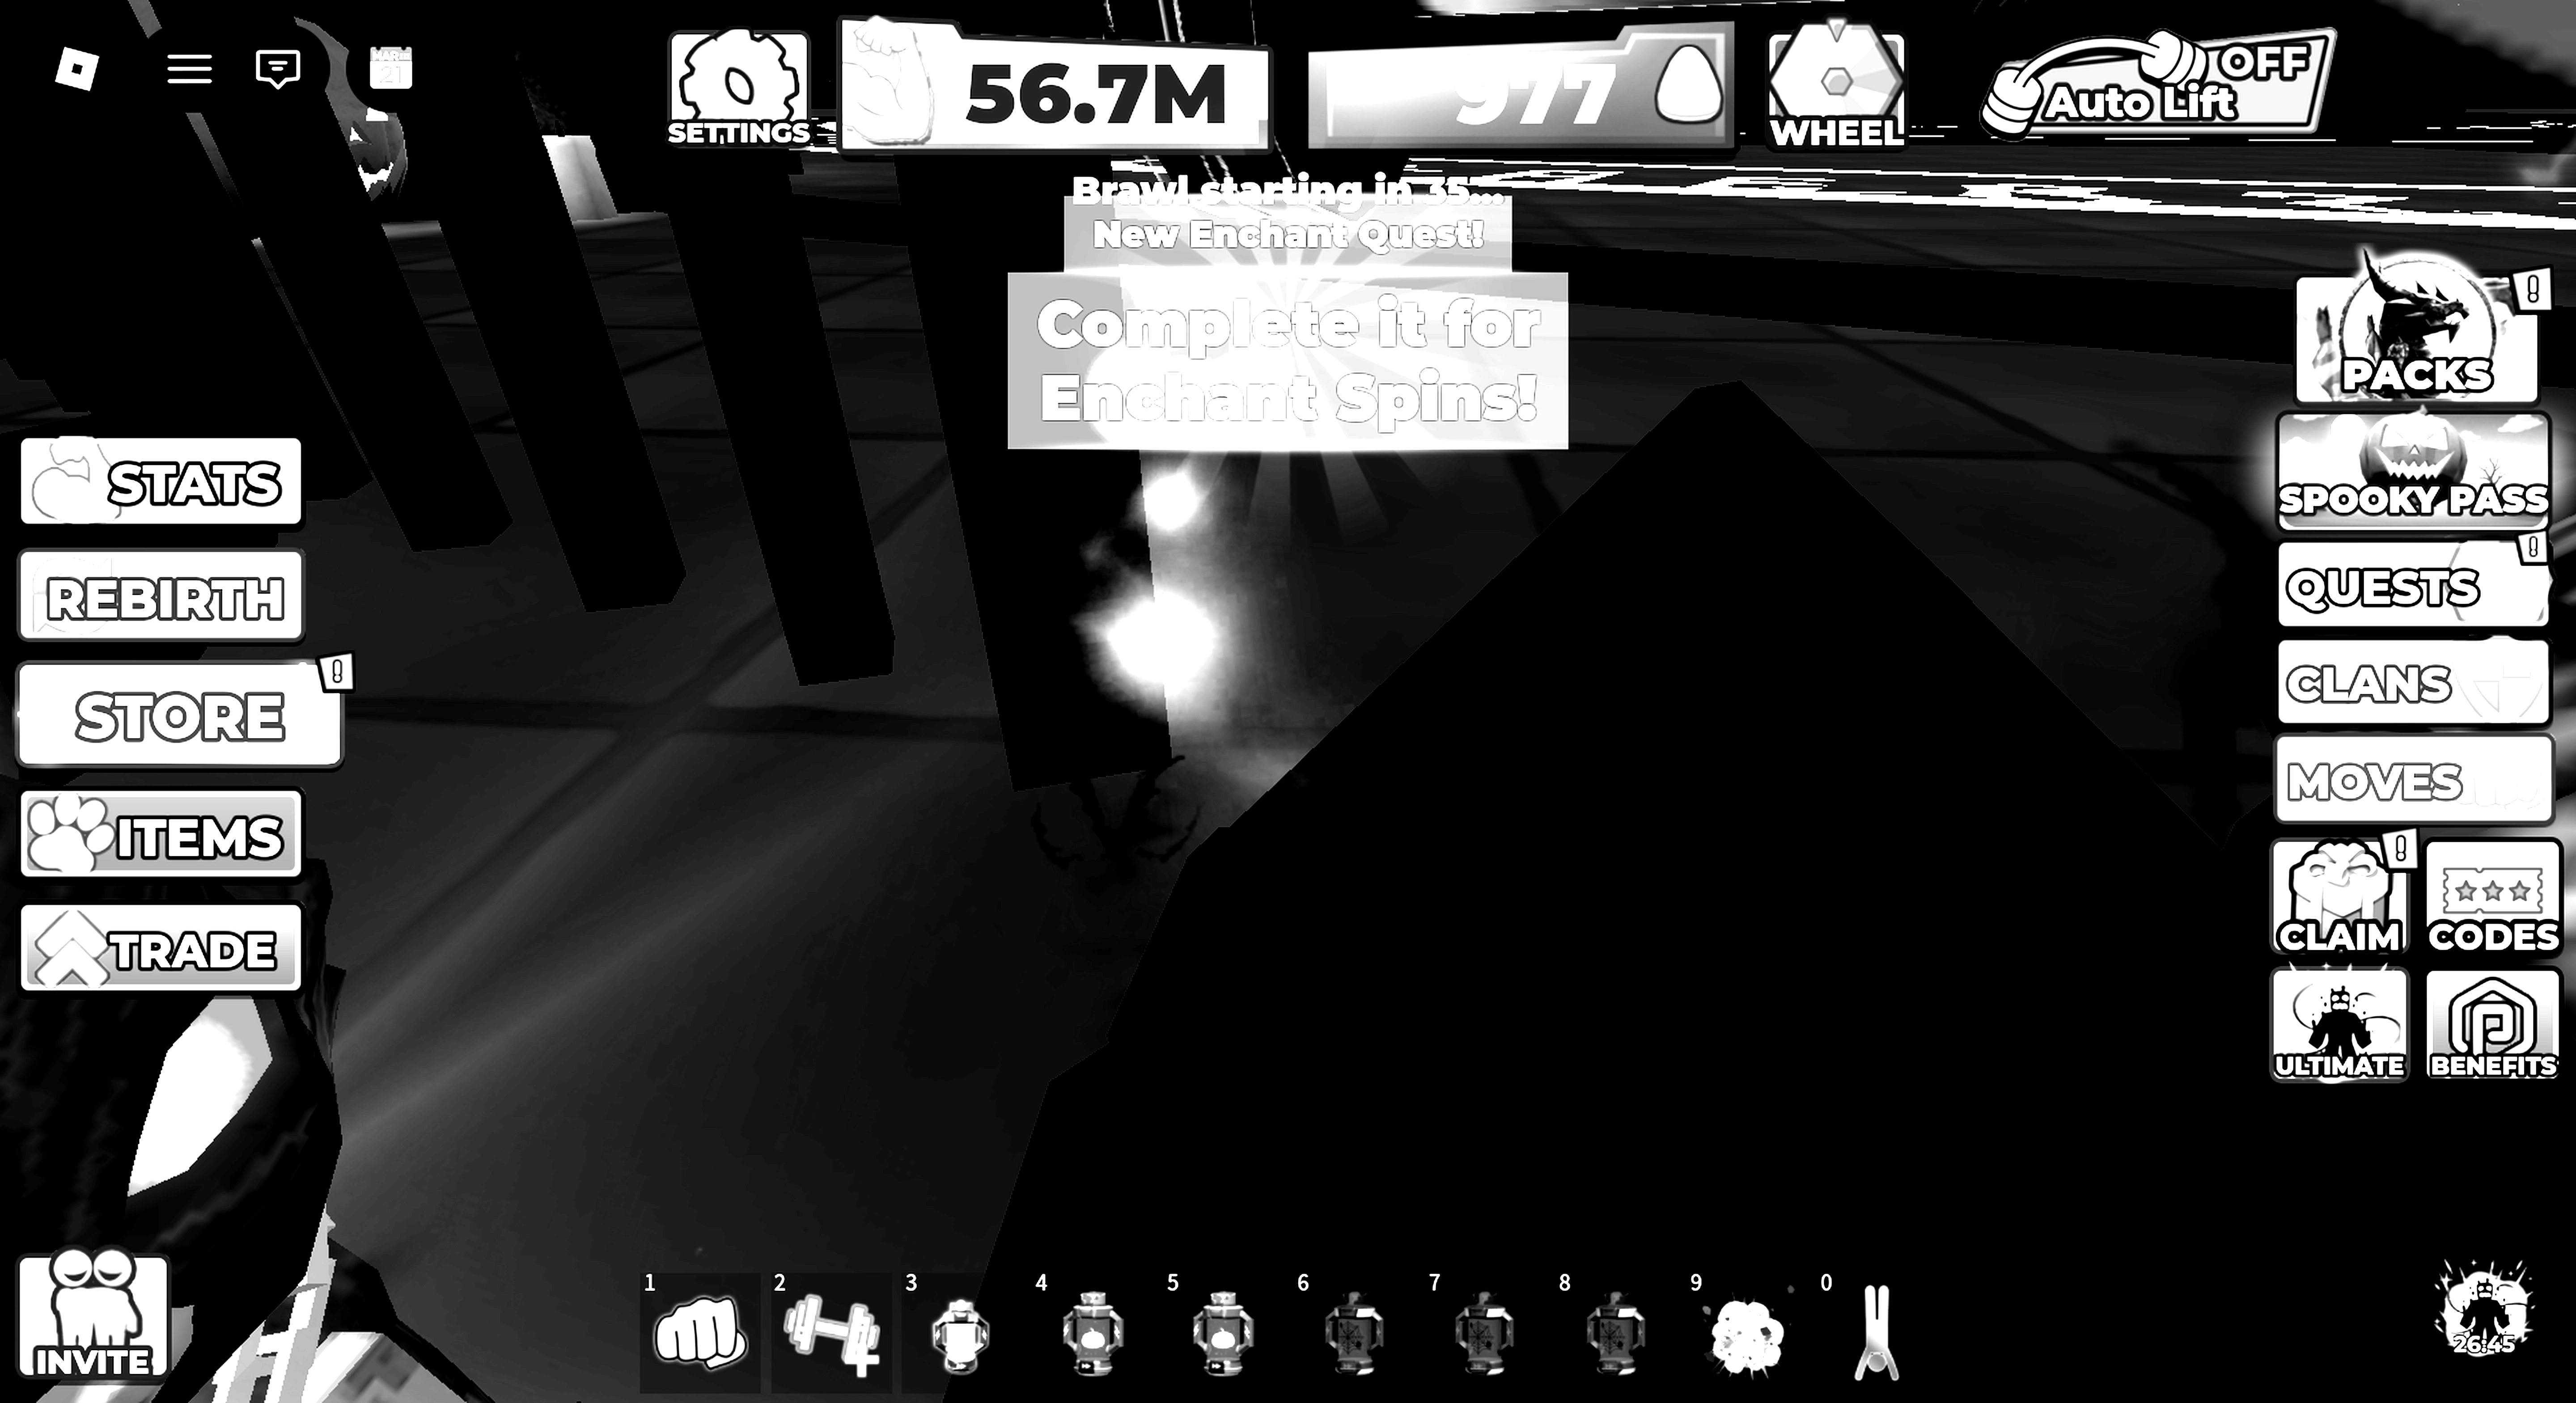 MARCH
21
SETTINGS
56.7M
977
WHEEL
OFF
Auto Lift
Brawl starting in 35...
New Enchant Quest!
Complete it for
Enchant Spins!
STATS
REBIRTH
STORE
ITEMS
TRADE
INVITE
PACKS
SPOOKY PASS
QUESTS
CLANS
MOVES
CLAIM
CODES
ULTIMATE
BENEFITS
1 2 3 4 5 6 7 8 9 0
26:45